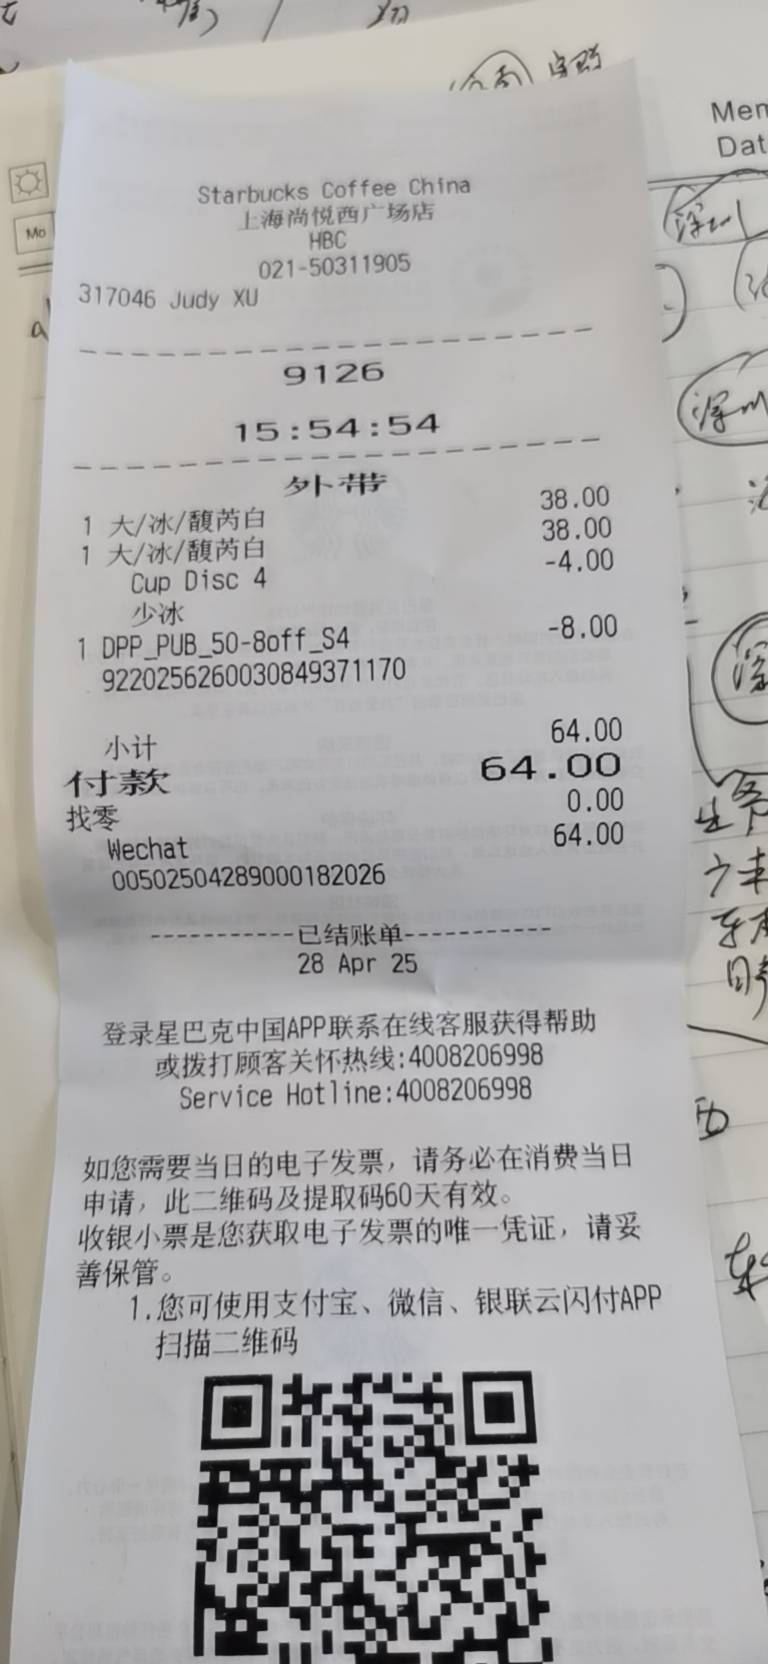 Starbucks Coffee China
上海尚悦西广场店
HBC
021-50311905
317046 Judy XU
9126
15:54:54
外带
1 大/冰/馥芮白 38.00
1 大/冰/馥芮白 38.00
Cup Disc 4 -4.00
少冰
1 DPP_PUB_50-8off_S4 -8.00
9220256260030849371170
小计 64.00
付款 64.00
找零 0.00
Wechat 64.00
00502504289000182026
-----------已结账单-----------
28 Apr 25
登录星巴克中国APP联系在线客服获得帮助
或拨打顾客关怀热线:4008206998
Service Hotline:4008206998
如您需要当日的电子发票，请务必在消费当日
申请，此二维码及提取码60天有效。
收银小票是您获取电子发票的唯一凭证，请妥
善保管。
1.您可使用支付宝、微信、银联云闪付APP
扫描二维码
Mo
深圳
深圳